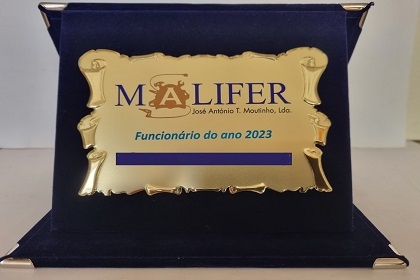 MALIFER
José António T. Moutinho, Lda.
Funcionário do ano 2023